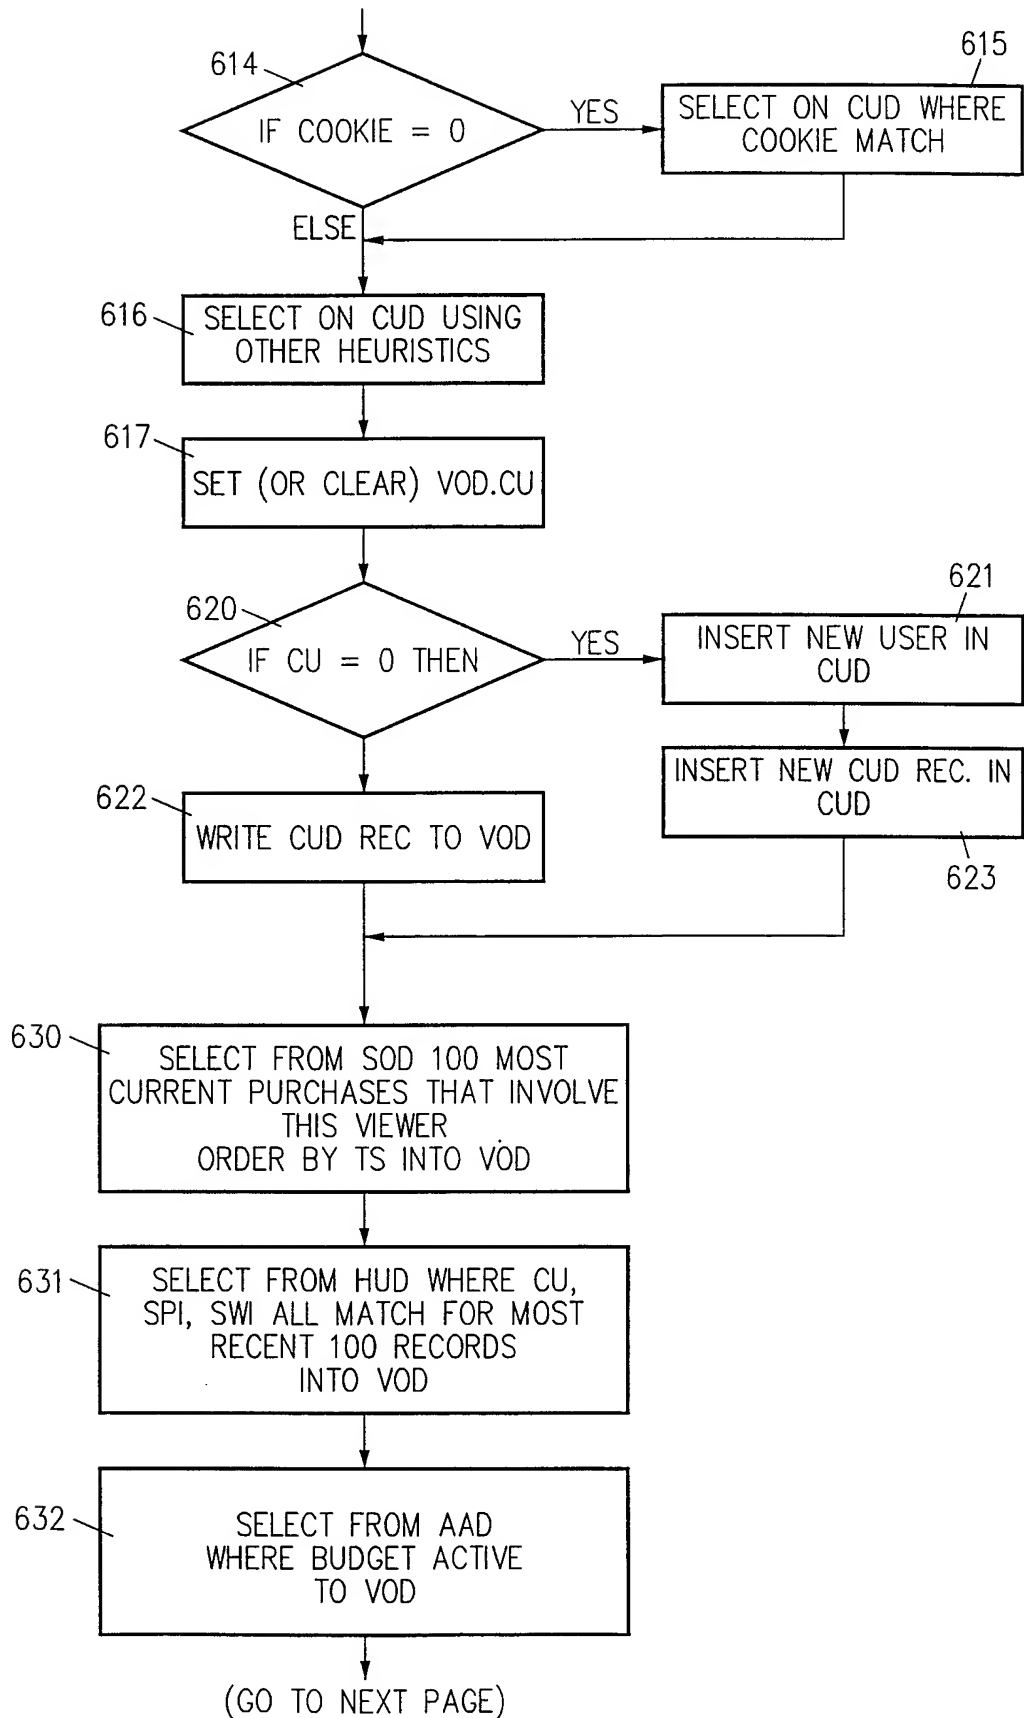 614
IF COOKIE = 0
YES
615
SELECT ON CUD WHERE
COOKIE MATCH
ELSE
616
SELECT ON CUD USING
OTHER HEURISTICS
617
SET (OR CLEAR) VOD.CU
620
IF CU = 0 THEN
YES
621
INSERT NEW USER IN
CUD
INSERT NEW CUD REC. IN
CUD
623
622
WRITE CUD REC TO VOD
630
SELECT FROM SOD 100 MOST
CURRENT PURCHASES THAT INVOLVE
THIS VIEWER
ORDER BY TS INTO VOD
631
SELECT FROM HUD WHERE CU,
SPI, SWI ALL MATCH FOR MOST
RECENT 100 RECORDS
INTO VOD
632
SELECT FROM AAD
WHERE BUDGET ACTIVE
TO VOD
(GO TO NEXT PAGE)